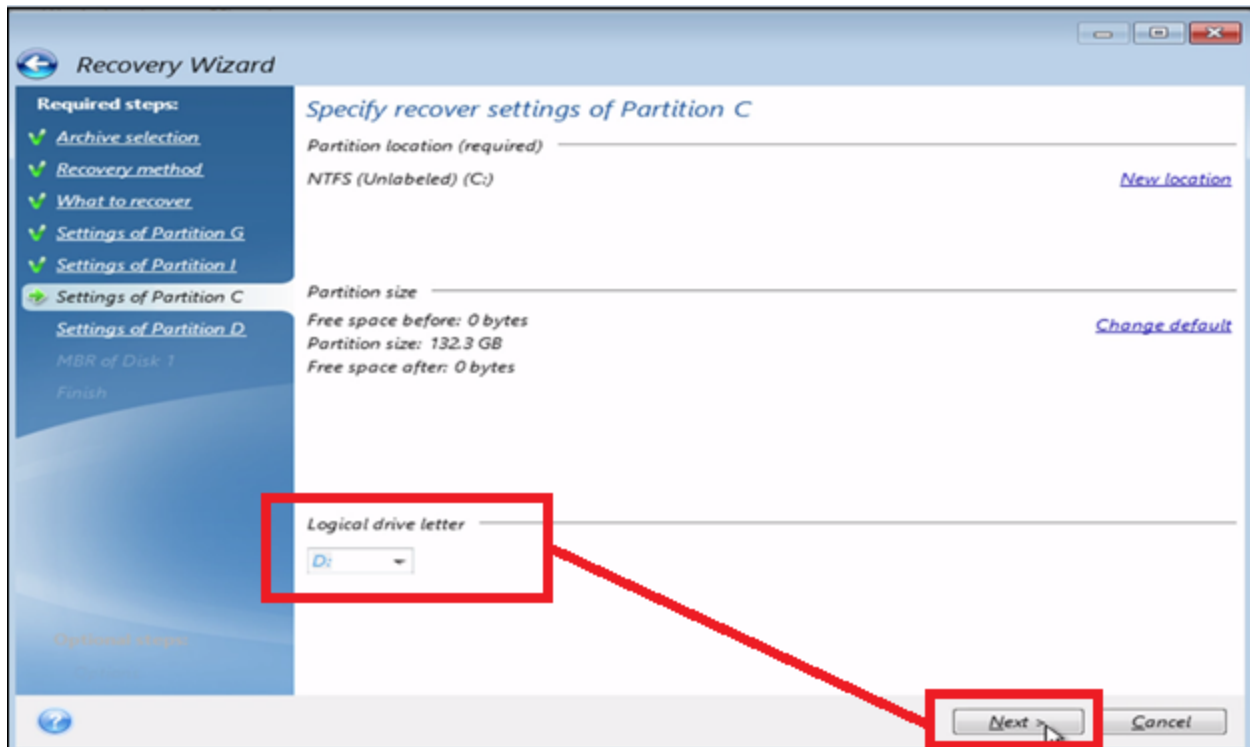 Recovery Wizard
Required steps:
Archive selection
Recovery method
What to recover
Settings of Partition G
Settings of Partition I
Settings of Partition C
Settings of Partition D
MBR of Disk 1
Finish
Specify recover settings of Partition C
Partition location (required)
NTFS (Unlabeled) (C:)
New location
Partition size
Free space before: 0 bytes
Partition size: 132.3 GB
Free space after: 0 bytes
Change default
Logical drive letter
D:
Optional steps:
?
Next >
Cancel